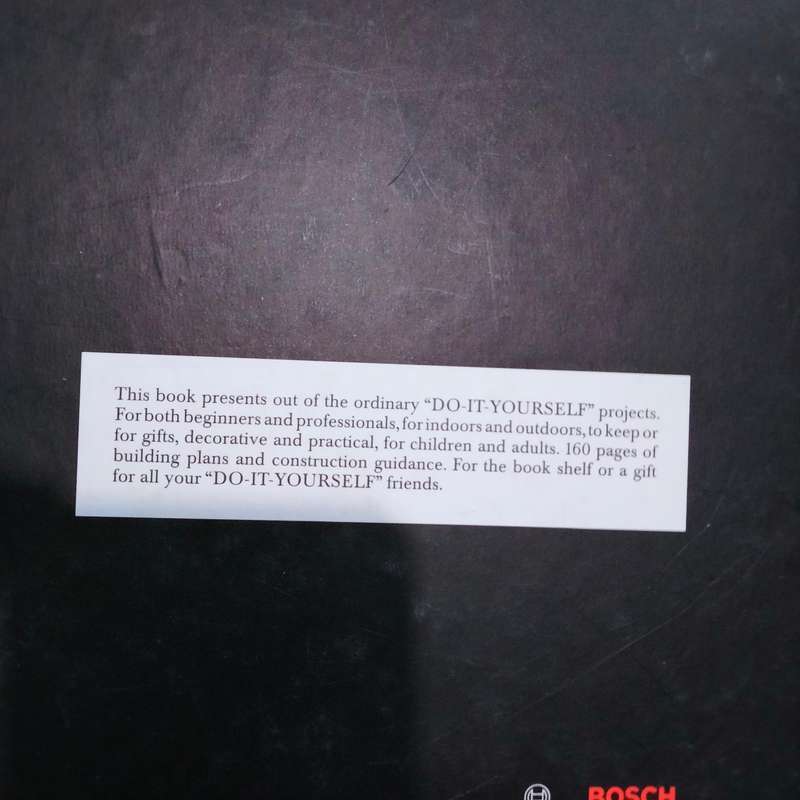 This book presents out of the ordinary “DO-IT-YOURSELF” projects.
For both beginners and professionals, for indoors and outdoors, to keep or
for gifts, decorative and practical, for children and adults. 160 pages of
building plans and construction guidance. For the book shelf or a gift
for all your “DO-IT-YOURSELF” friends.
BOSCH